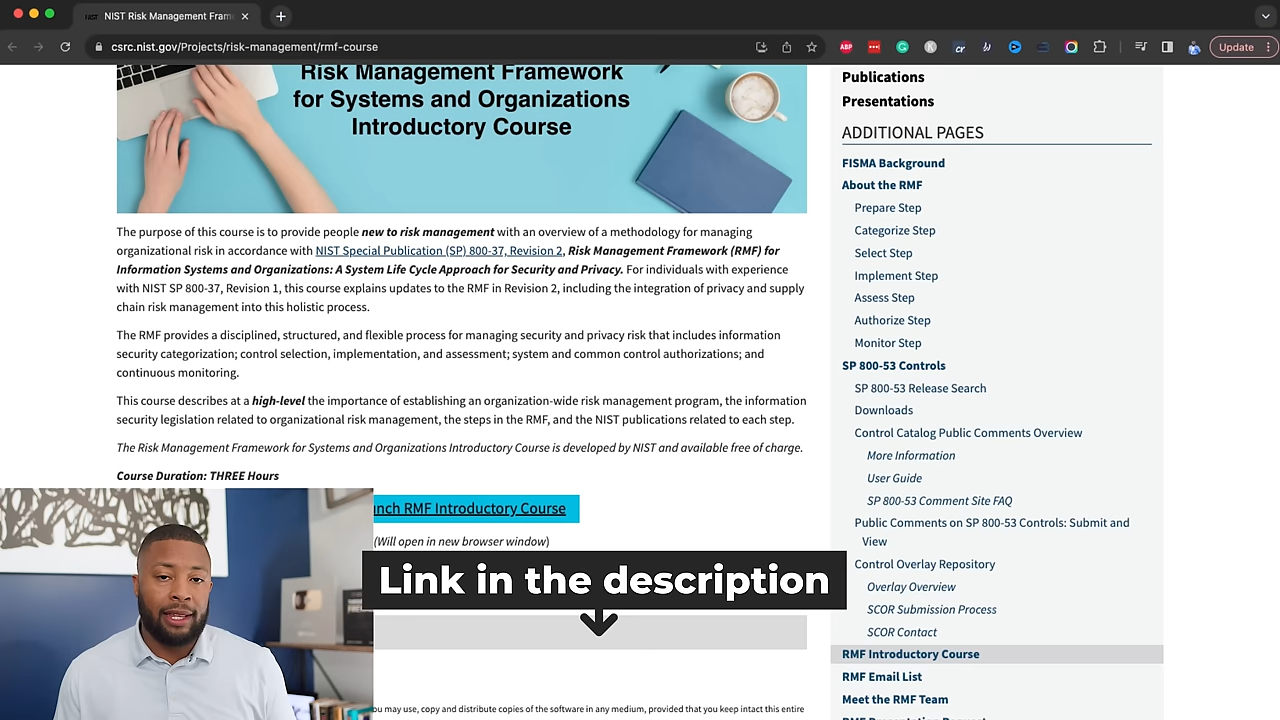 NIST Risk Management Fram
csrc.nist.gov/Projects/risk-management/rmf-course
ABP
Update
Risk Management Framework
for Systems and Organizations
Introductory Course
The purpose of this course is to provide people new to risk management with an overview of a methodology for managing
organizational risk in accordance with NIST Special Publication (SP) 800-37, Revision 2, Risk Management Framework (RMF) for
Information Systems and Organizations: A System Life Cycle Approach for Security and Privacy. For individuals with experience
with NIST SP 800-37, Revision 1, this course explains updates to the RMF in Revision 2, including the integration of privacy and supply
chain risk management into this holistic process.
The RMF provides a disciplined, structured, and flexible process for managing security and privacy risk that includes information
security categorization; control selection, implementation, and assessment; system and common control authorizations; and
continuous monitoring.
This course describes at a high-level the importance of establishing an organization-wide risk management program, the information
security legislation related to organizational risk management, the steps in the RMF, and the NIST publications related to each step.
The Risk Management Framework for Systems and Organizations Introductory Course is developed by NIST and available free of charge.
Course Duration: THREE Hours
nch RMF Introductory Course
(Will open in new browser window)
Link in the description
ou may use, copy and distribute copies of the software in any medium, provided that you keep intact this entire
Publications
Presentations
ADDITIONAL PAGES
FISMA Background
About the RMF
Prepare Step
Categorize Step
Select Step
Implement Step
Assess Step
Authorize Step
Monitor Step
SP 800-53 Controls
SP 800-53 Release Search
Downloads
Control Catalog Public Comments Overview
More Information
User Guide
SP 800-53 Comment Site FAQ
Public Comments on SP 800-53 Controls: Submit and
View
Control Overlay Repository
Overlay Overview
SCOR Submission Process
SCOR Contact
RMF Introductory Course
RMF Email List
Meet the RMF Team